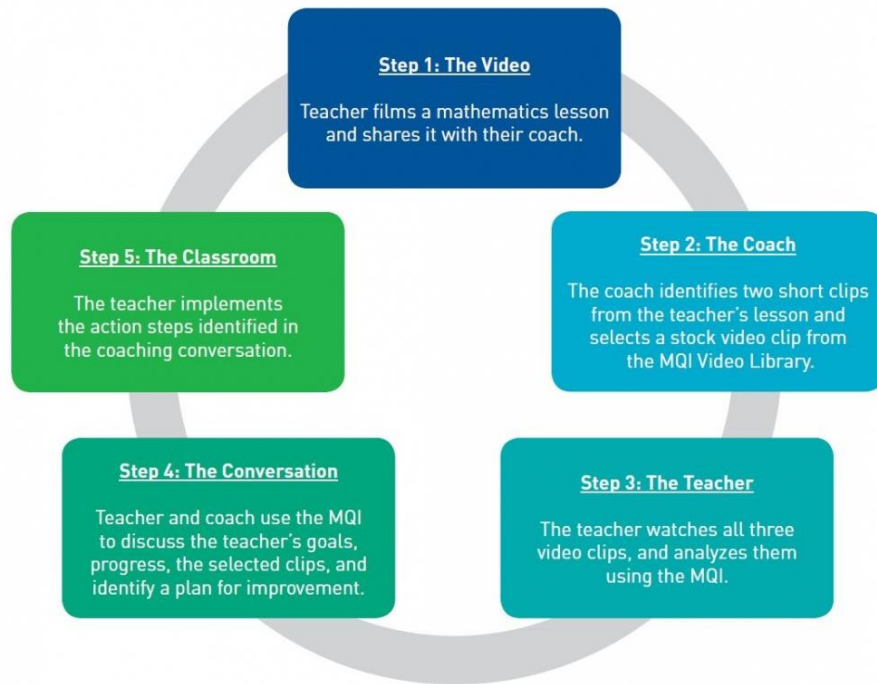 Step 1: The Video
Teacher films a mathematics lesson
and shares it with their coach.
Step 2: The Coach
The coach identifies two short clips
from the teacher's lesson and
selects a stock video clip from
the MQI Video Library.
Step 3: The Teacher
The teacher watches all three
video clips, and analyzes them
using the MQI.
Step 4: The Conversation
Teacher and coach use the MQI
to discuss the teacher's goals,
progress, the selected clips, and
identify a plan for improvement.
Step 5: The Classroom
The teacher implements
the action steps identified in
the coaching conversation.